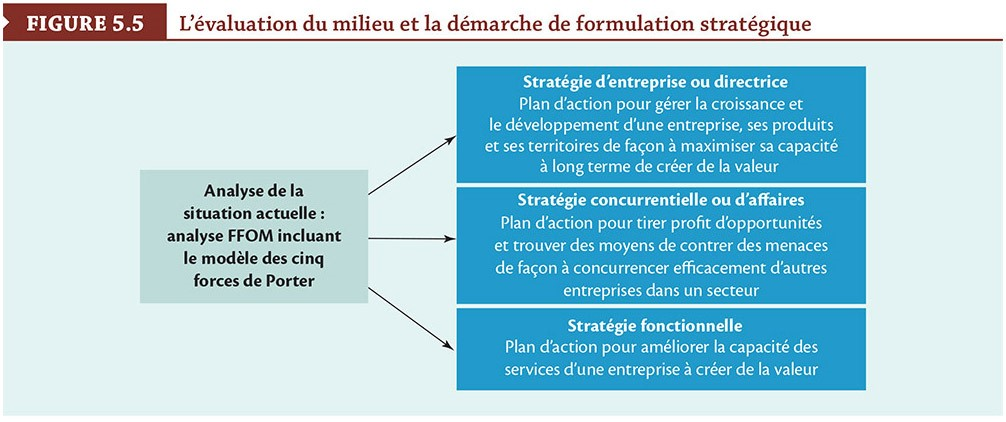 FIGURE 5.5
L’évaluation du milieu et la démarche de formulation stratégique
Analyse de la
situation actuelle :
analyse FFOM incluant
le modèle des cinq
forces de Porter
Stratégie d’entreprise ou directrice
Plan d’action pour gérer la croissance et
le développement d’une entreprise, ses produits
et ses territoires de façon à maximiser sa capacité
à long terme de créer de la valeur
Stratégie concurrentielle ou d’affaires
Plan d’action pour tirer profit d’opportunités
et trouver des moyens de contrer des menaces
de façon à concurrencer efficacement d’autres
entreprises dans un secteur
Stratégie fonctionnelle
Plan d’action pour améliorer la capacité des
services d’une entreprise à créer de la valeur